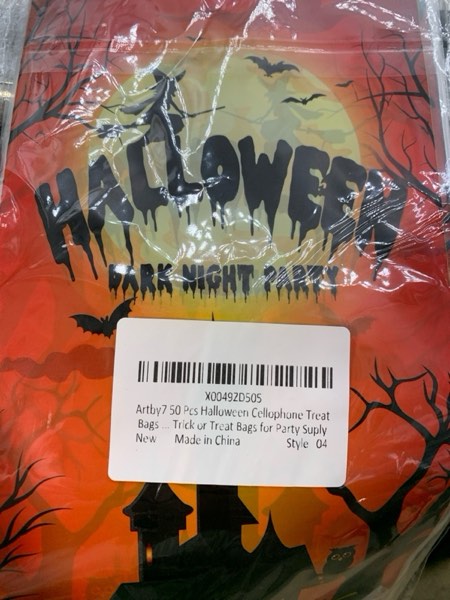 HALLOWEEN
DARK NIGHT PARTY
X0049ZD50S
Artby7 50 Pcs Halloween Cellophone Treat
Bags ... Trick or Treat Bags for Party Suply
New Made in China Style 04